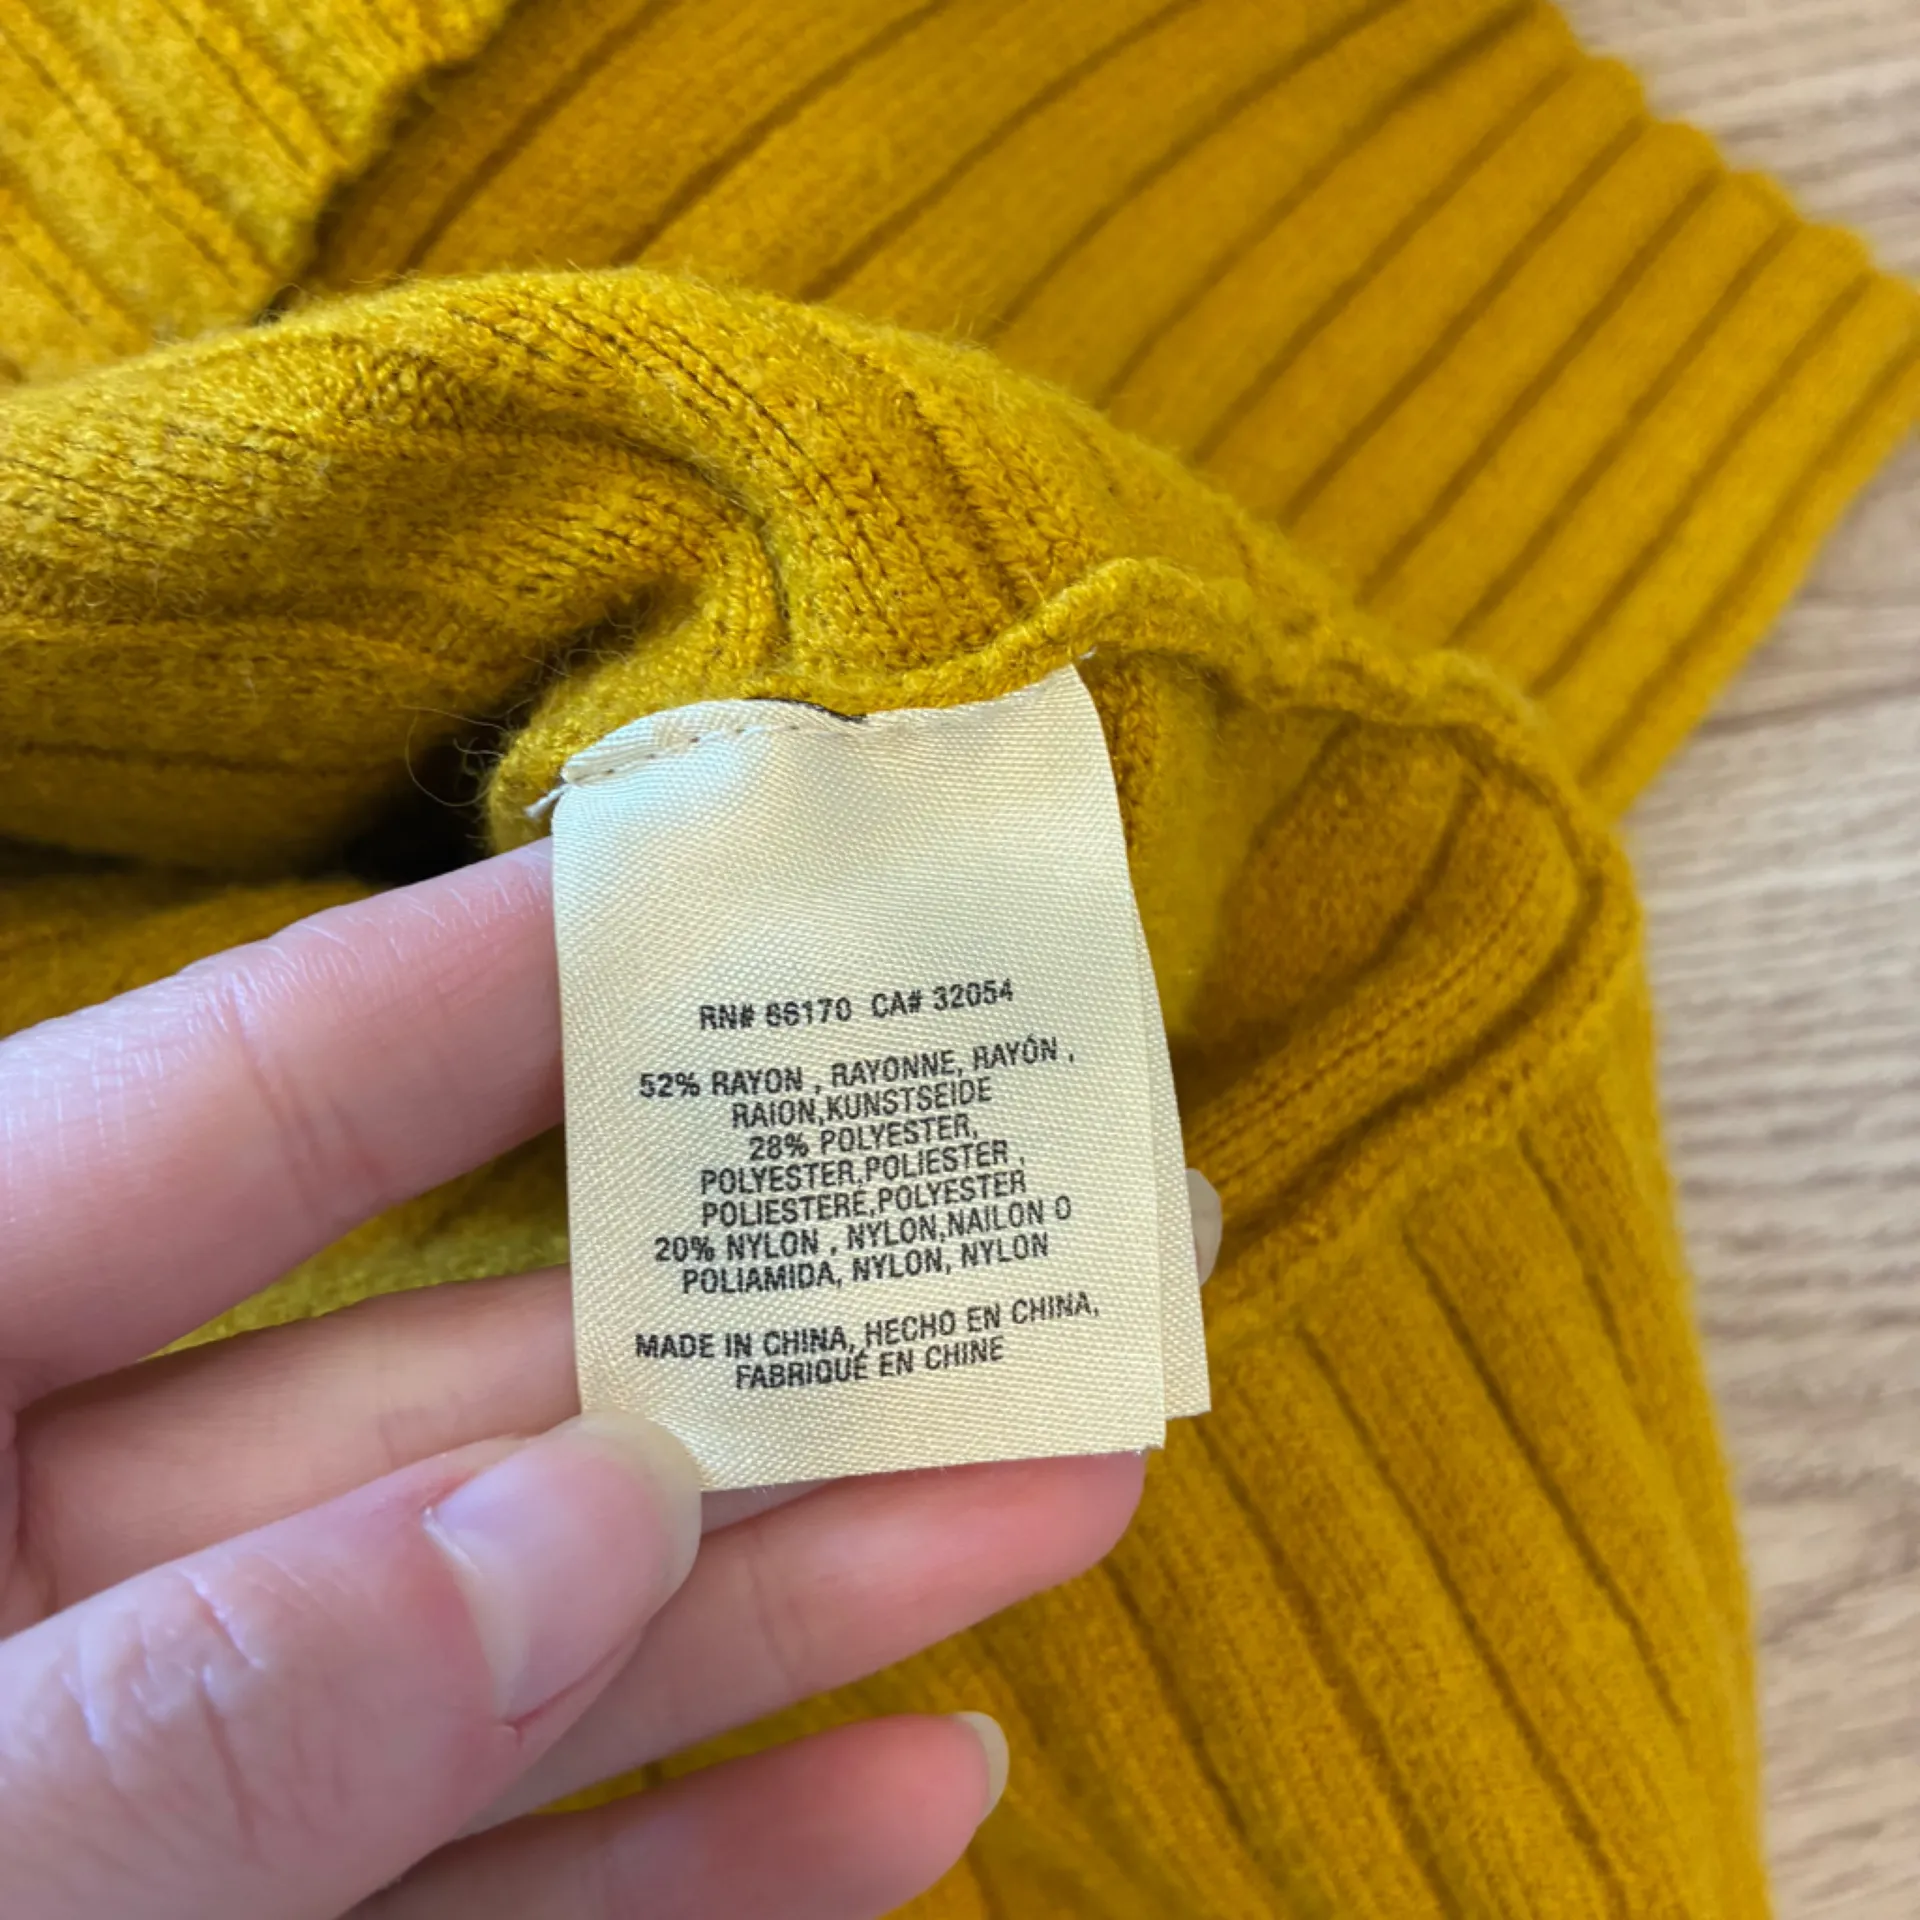 RN# 66170 CA# 32054
52% RAYON , RAYONNE, RAYÓN ,
RAION,KUNSTSEIDE
28% POLYESTER,
POLYESTER,POLIESTER ,
POLIESTERE,POLYESTER
20% NYLON , NYLON,NAILON O
POLIAMIDA, NYLON, NYLON
MADE IN CHINA, HECHO EN CHINA,
FABRIQUÉ EN CHINE